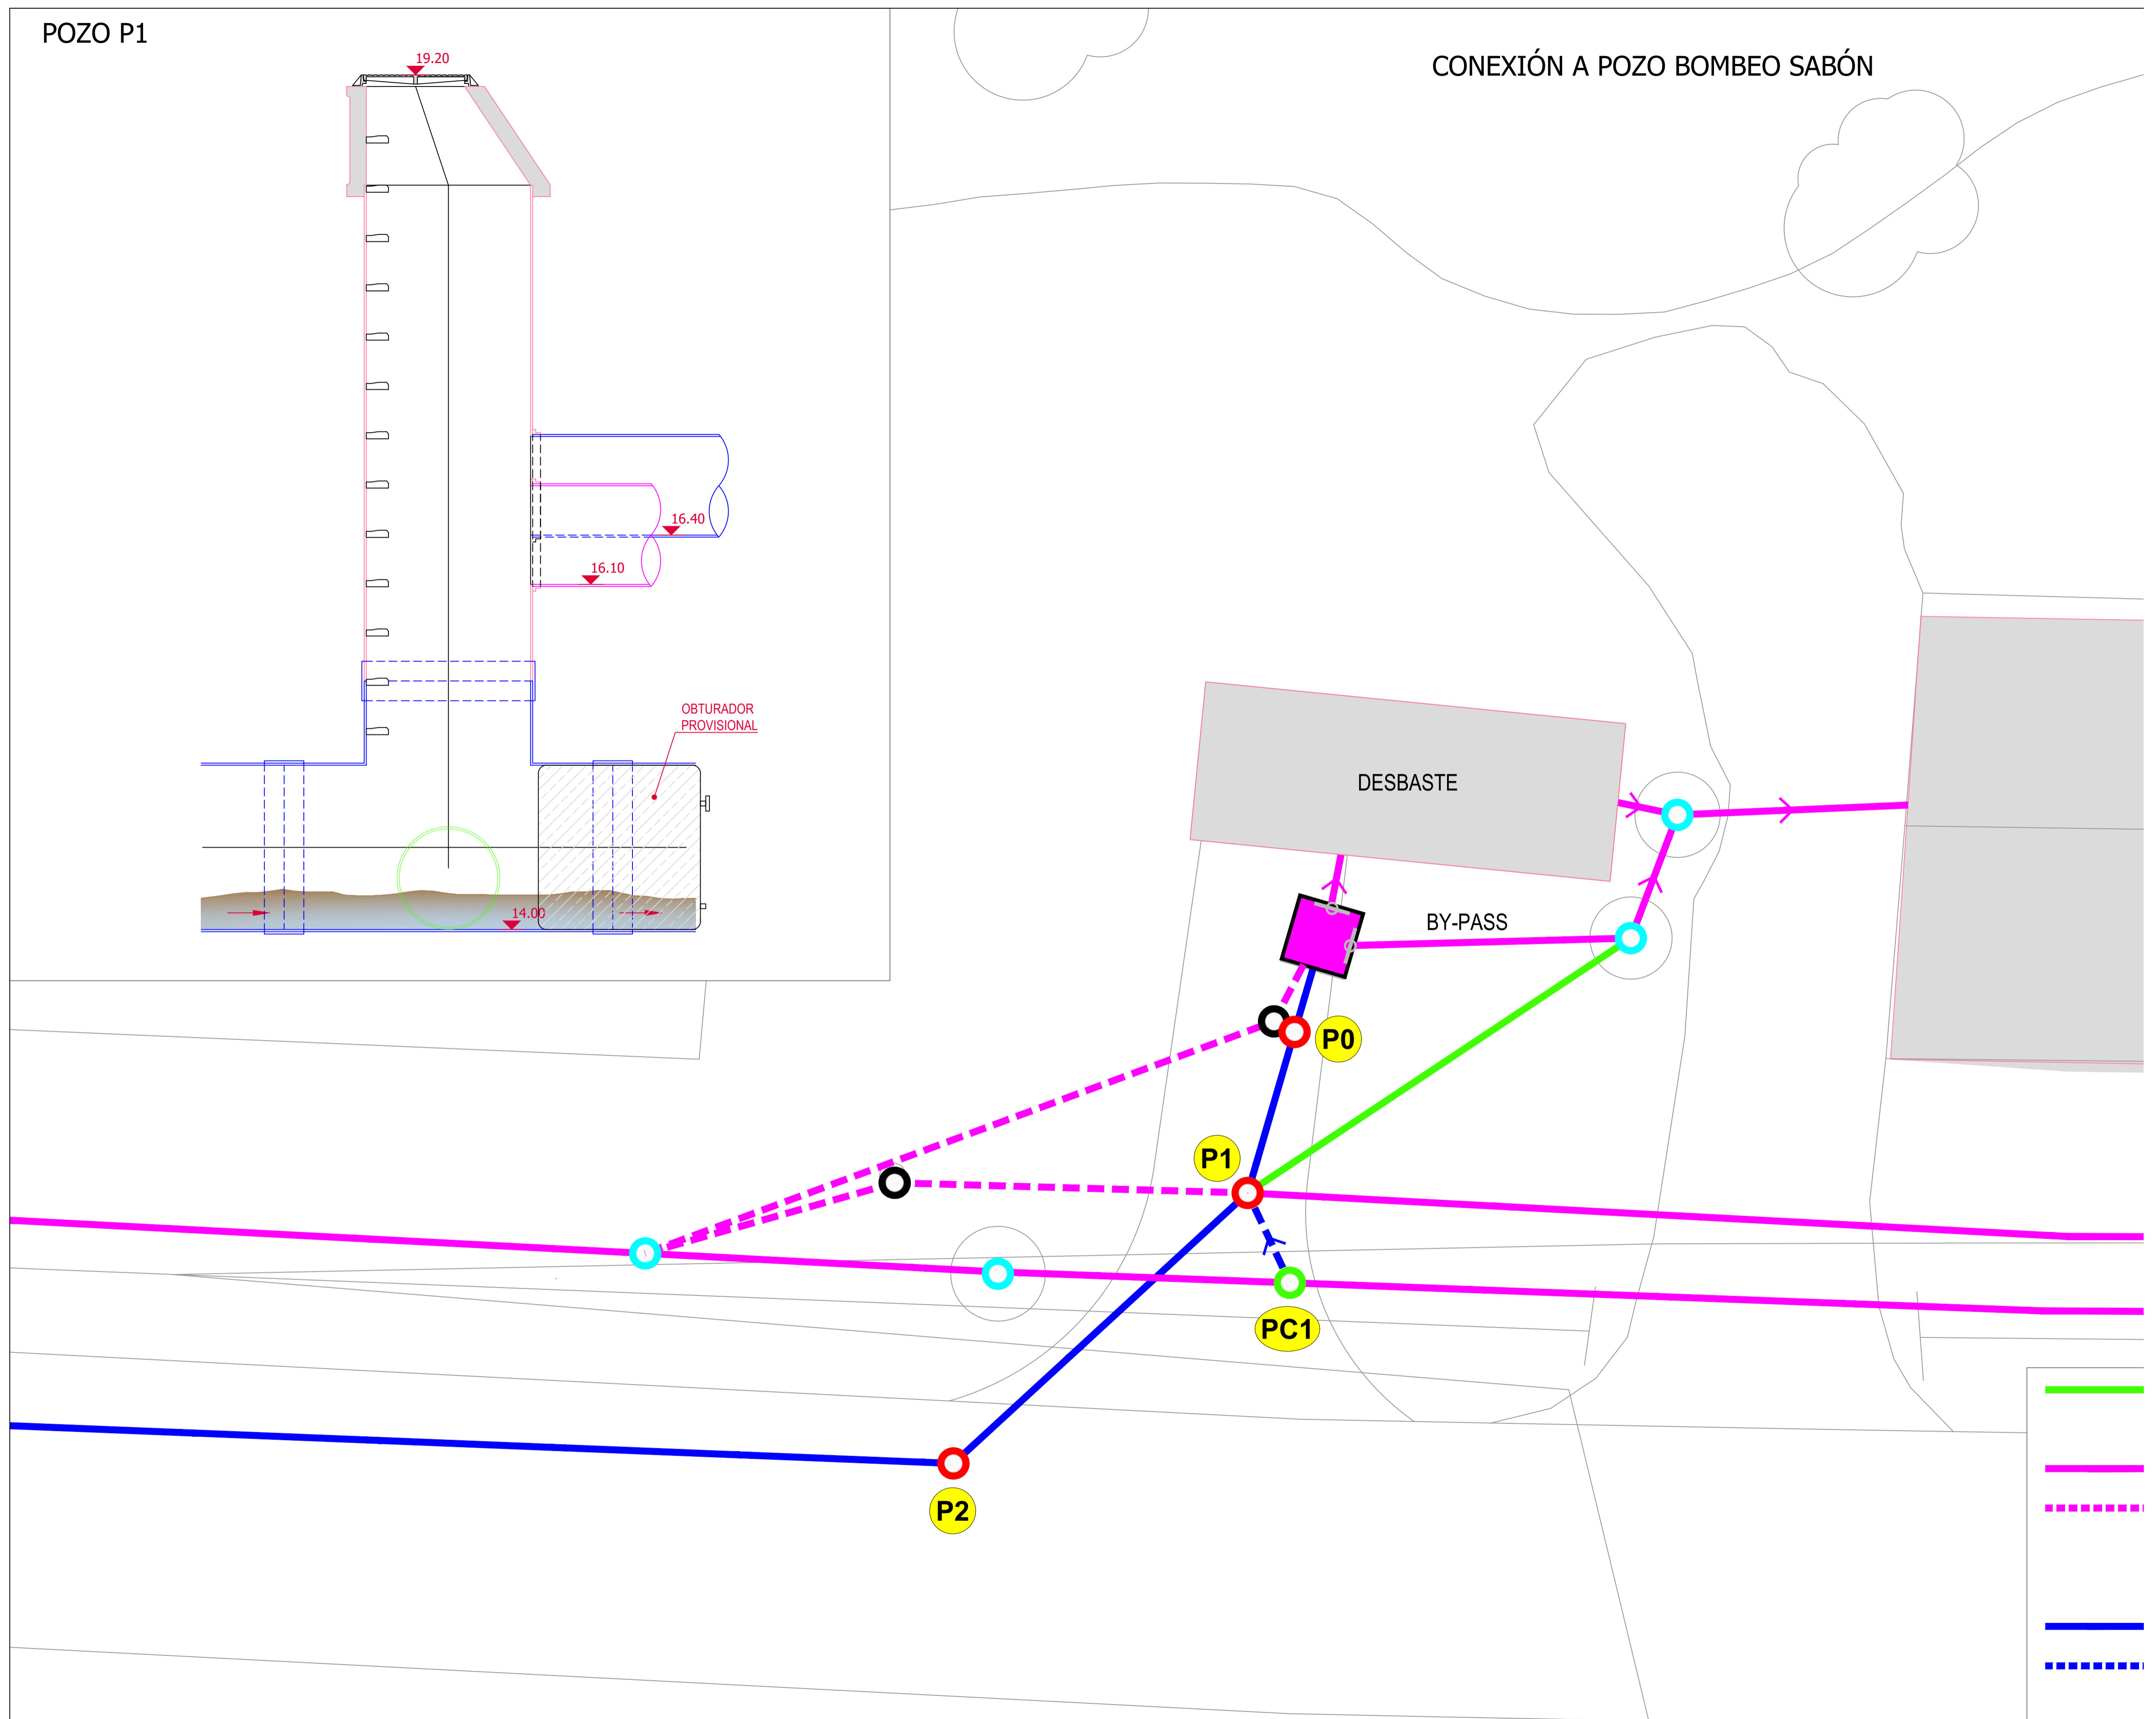 POZO P1
19.20
CONEXIÓN A POZO BOMBEO SABÓN
16.40
16.10
OBTURADOR
PROVISIONAL
14.00
DESBASTE
BY-PASS
P0
P1
PC1
P2